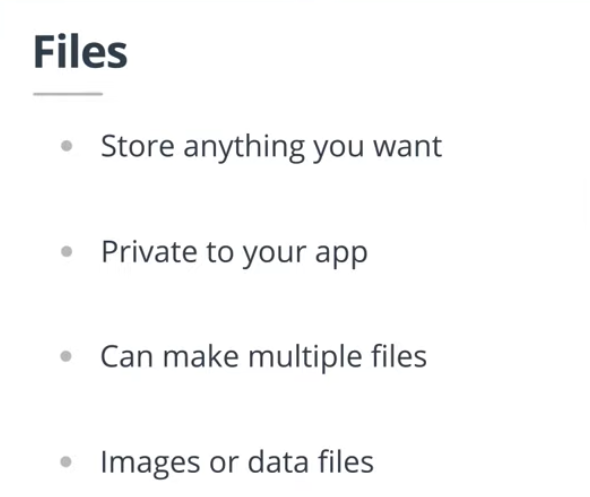 Files
Store anything you want
Private to your app
Can make multiple files
Images or data files